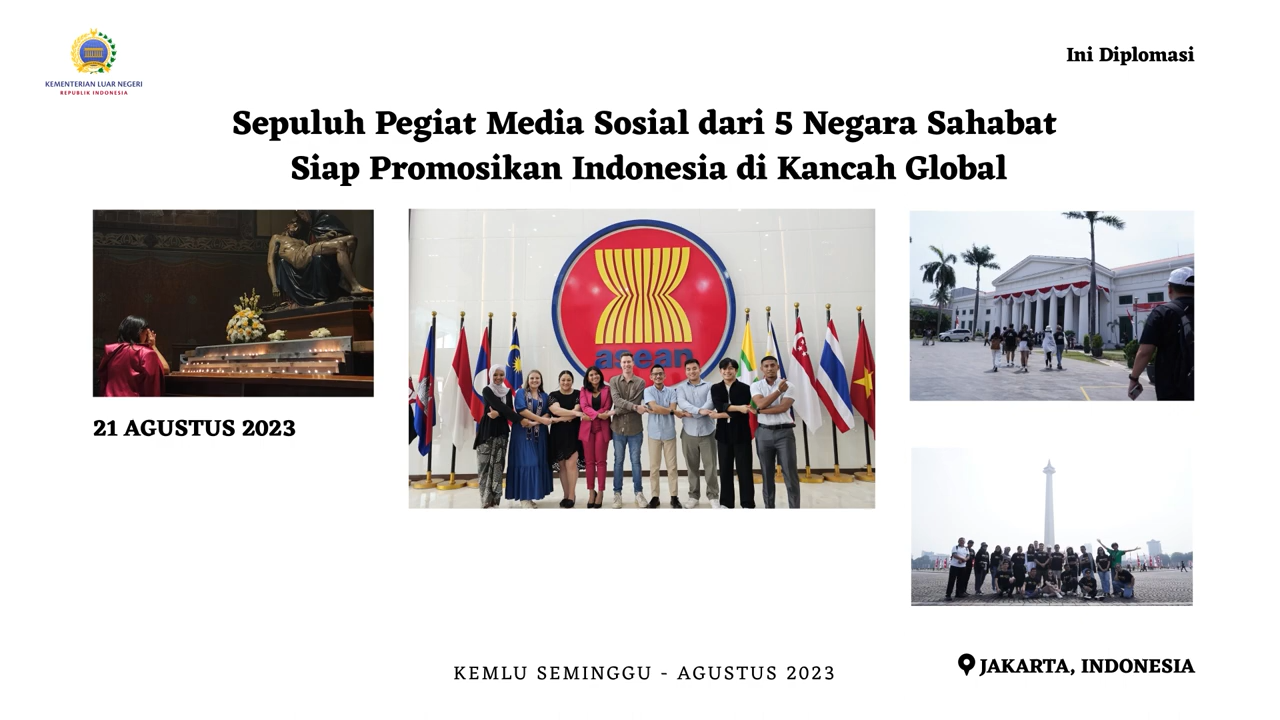 KEMENTERIAN LUAR NEGERI
REPUBLIK INDONESIA
Ini Diplomasi
Sepuluh Pegiat Media Sosial dari 5 Negara Sahabat
Siap Promosikan Indonesia di Kancah Global
asean
21 AGUSTUS 2023
KEMLU SEMINGGU - AGUSTUS 2023
JAKARTA, INDONESIA